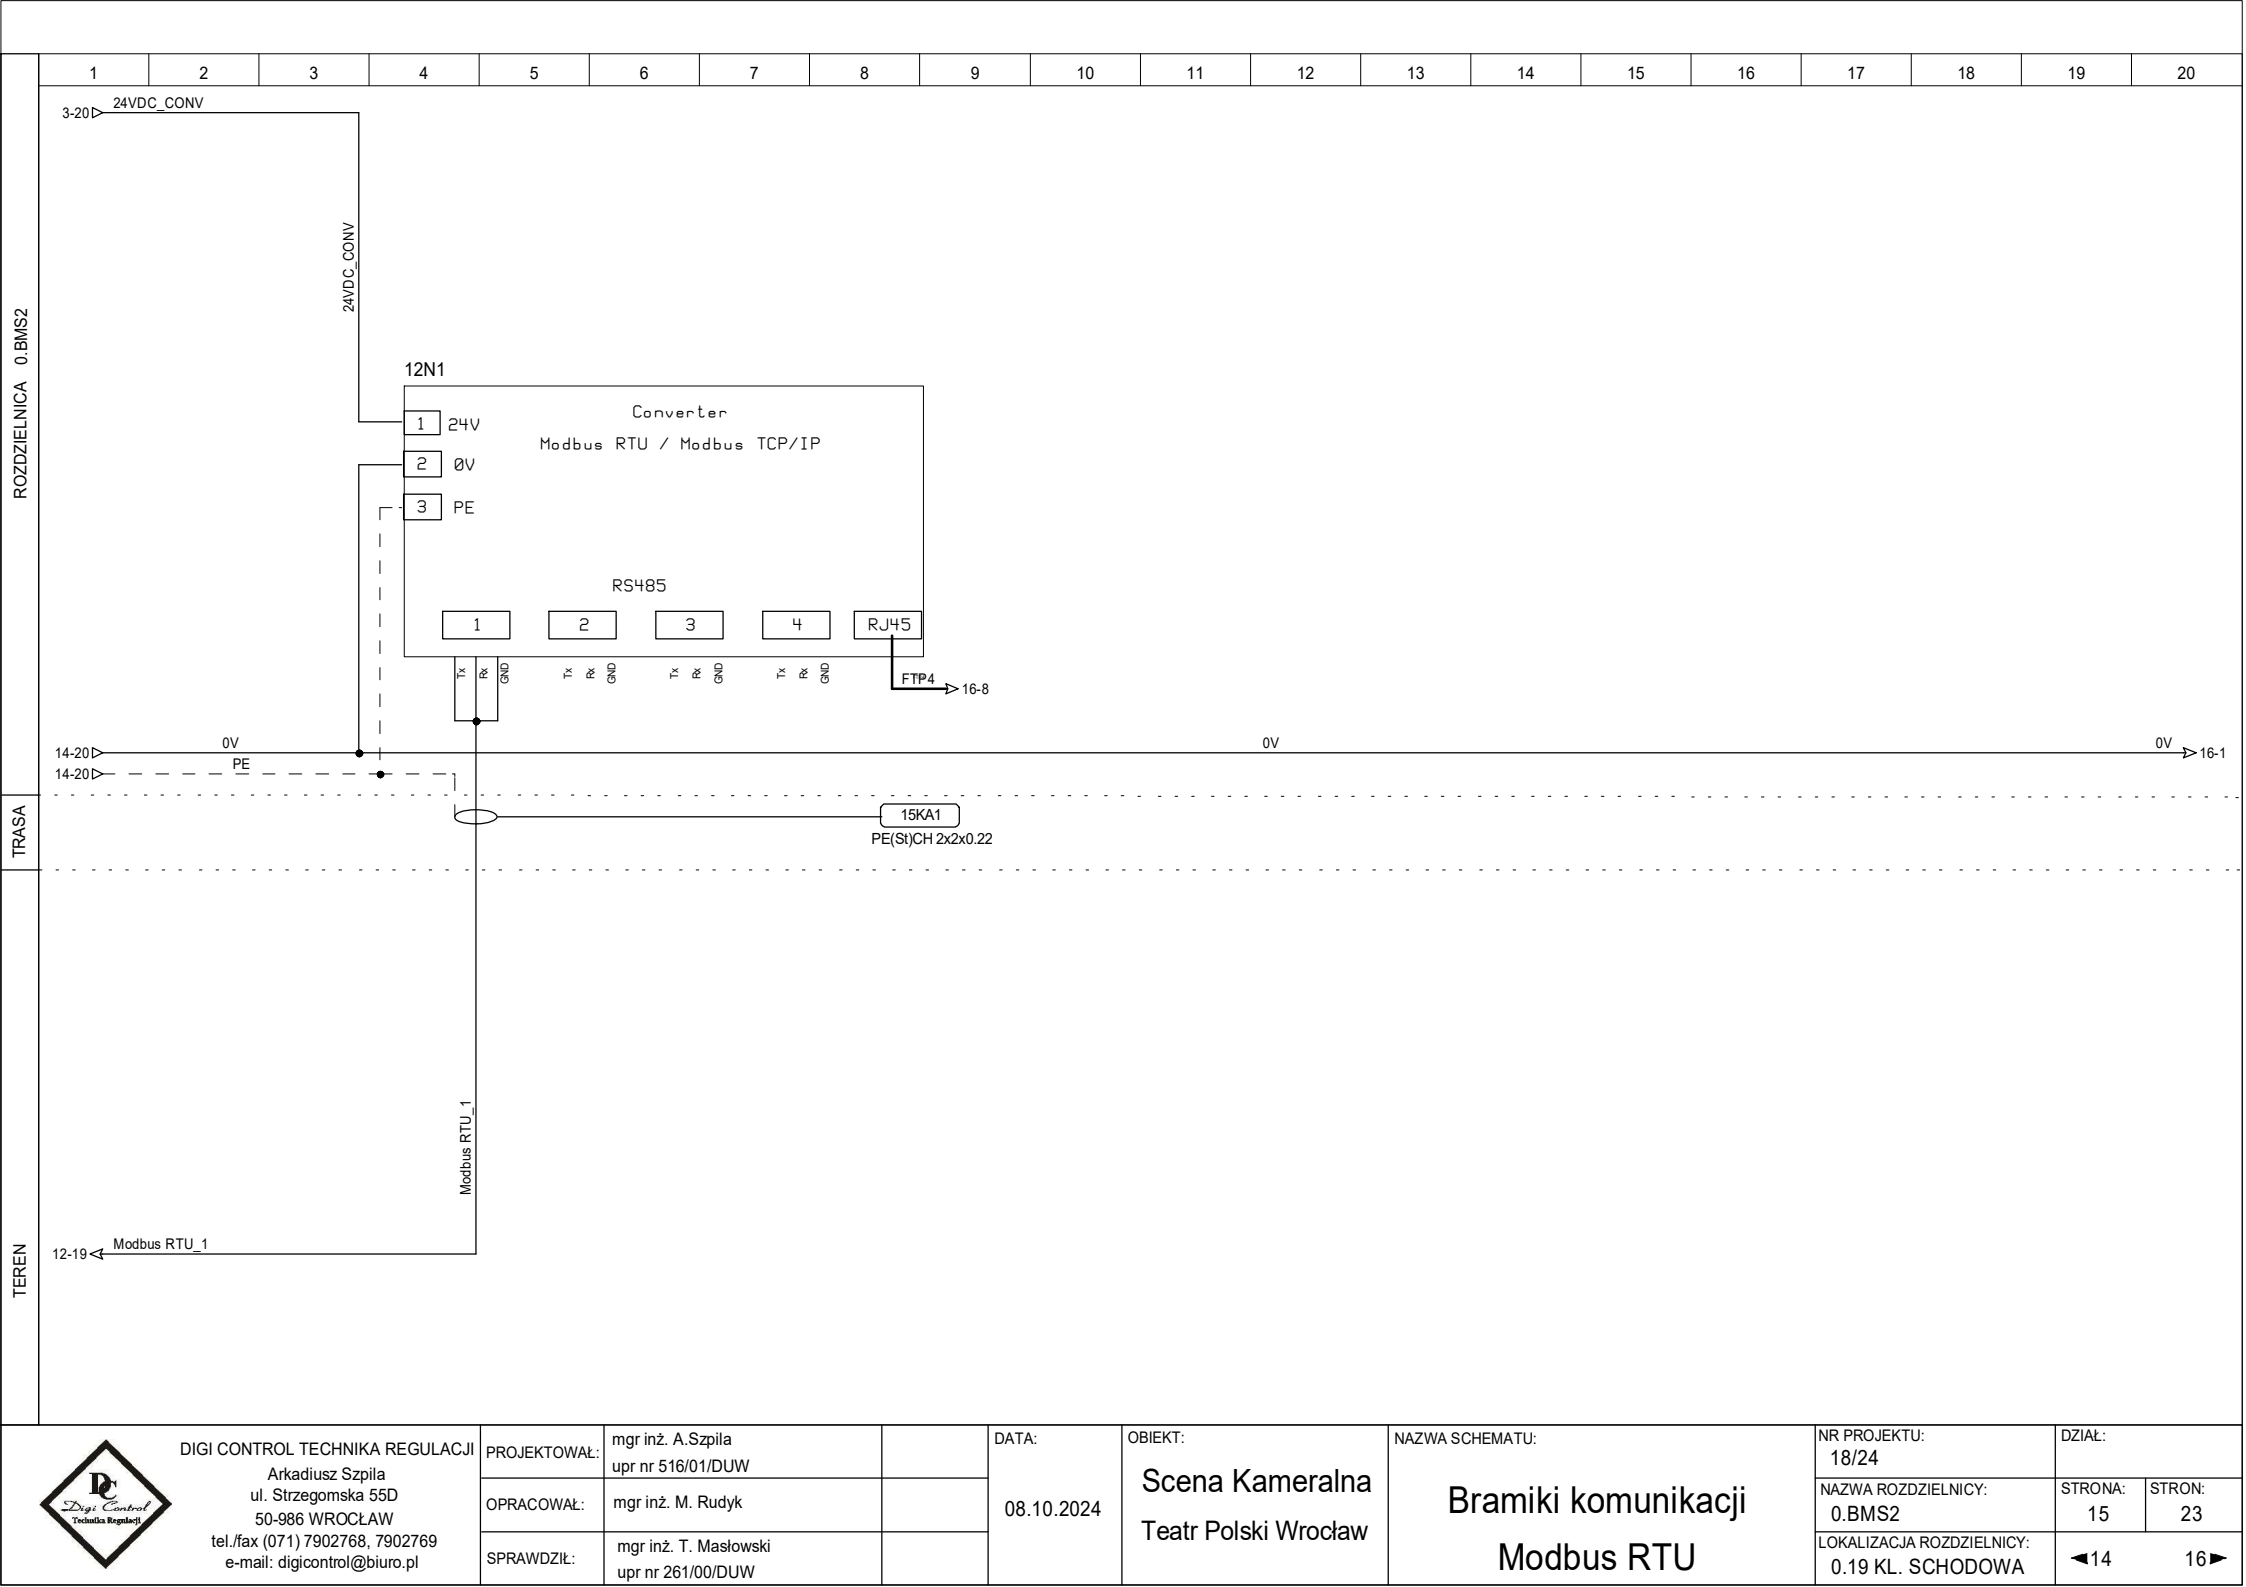 1 2 3 4 5 6 7 8 9 10 11 12 13 14 15 16 17 18 19 20
3-20 24VDC_CONV
24VDC_CONV
ROZDZIELNICA 0.BMS2
12N1
Converter
Modbus RTU / Modbus TCP/IP
1 24V
2 0V
3 PE
RS485
1 2 3 4 RJ45
Tx Rx GND Tx Rx GND Tx Rx GND Tx Rx GND
FTP4 16-8
14-20 0V 0V 0V 16-1
14-20 PE
TRASA
15KA1
PE(St)CH 2x2x0.22
Modbus RTU_1
12-19 Modbus RTU_1
TEREN
DC
Digi Control
Technika Regulacji
DIGI CONTROL TECHNIKA REGULACJI
Arkadiusz Szpila
ul. Strzegomska 55D
50-986 WROCŁAW
tel./fax (071) 7902768, 7902769
e-mail: digicontrol@biuro.pl
PROJEKTOWAŁ:
mgr inż. A.Szpila
upr nr 516/01/DUW
OPRACOWAŁ:
mgr inż. M. Rudyk
SPRAWDZIŁ:
mgr inż. T. Masłowski
upr nr 261/00/DUW
DATA:
08.10.2024
OBIEKT:
Scena Kameralna
Teatr Polski Wrocław
NAZWA SCHEMATU:
Bramiki komunikacji
Modbus RTU
NR PROJEKTU:
18/24
NAZWA ROZDZIELNICY:
0.BMS2
LOKALIZACJA ROZDZIELNICY:
0.19 KL. SCHODOWA
DZIAŁ:
STRONA:
15
STRON:
23
14 16